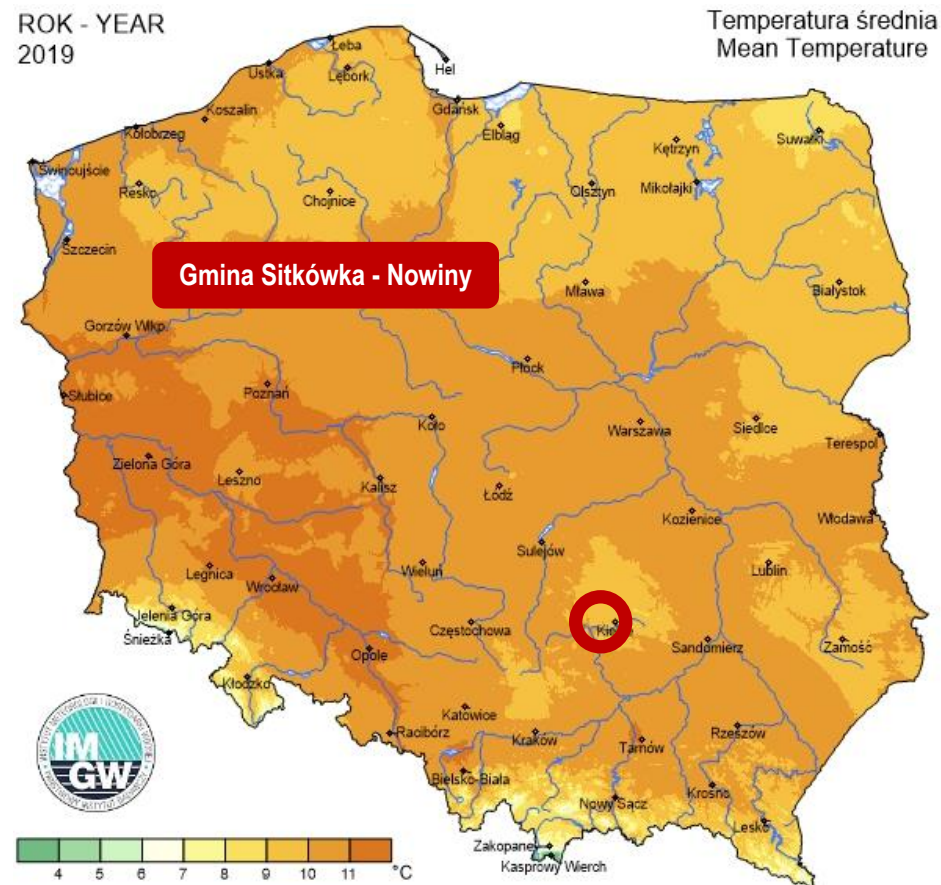 ROK - YEAR
2019
Temperatura średnia
Mean Temperature
Łeba
Ustka
Lębork
Hel
Gdańsk
Koszalin
Kołobrzeg
Elbląg
Suwałki
Kętrzyn
Świnoujście
Resko
Chojnice
Olsztyn
Mikołajki
Szczecin
Gmina Sitkówka - Nowiny
Mława
Białystok
Gorzów Wlkp.
Płock
Słubice
Poznań
Koło
Warszawa
Siedlce
Terespol
Zielona Góra
Leszno
Kalisz
Łódź
Kozienice
Włodawa
Sulejów
Legnica
Wrocław
Wieluń
Lublin
Jelenia Góra
Śnieżka
Częstochowa
Sandomierz
Zamość
Opole
Kłodzko
Katowice
Racibórz
Kraków
Tarnów
Rzeszów
Bielsko-Biała
Nowy Sącz
Krosno
Lesko
Zakopane
Kasprowy Wierch
IM
GW
4 5 6 7 8 9 10 11 °C